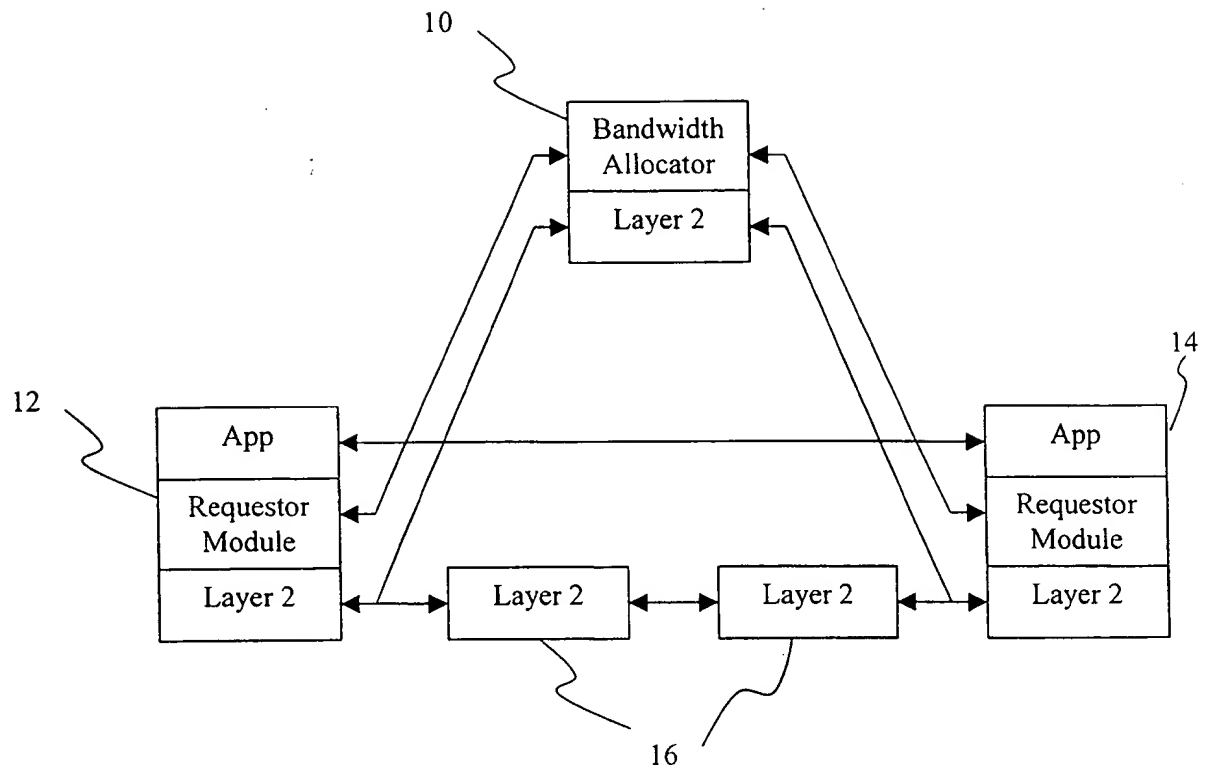 10
Bandwidth
Allocator
Layer 2
14
12
App
App
Requestor
Module
Requestor
Module
Layer 2
Layer 2
Layer 2
Layer 2
16